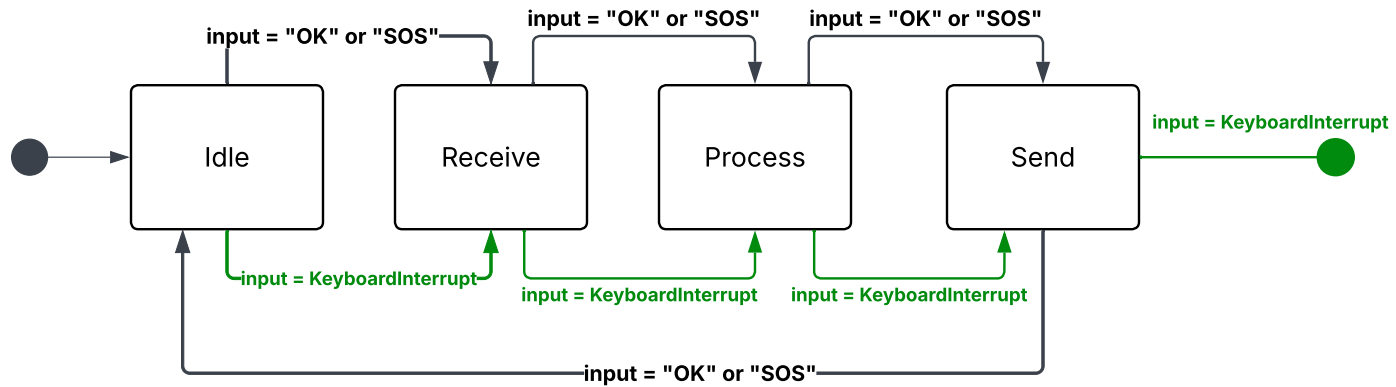 input = "OK" or "SOS"
input = "OK" or "SOS"
input = "OK" or "SOS"
input = KeyboardInterrupt
Idle
Receive
Process
Send
input = KeyboardInterrupt
input = KeyboardInterrupt
input = KeyboardInterrupt
input = "OK" or "SOS"